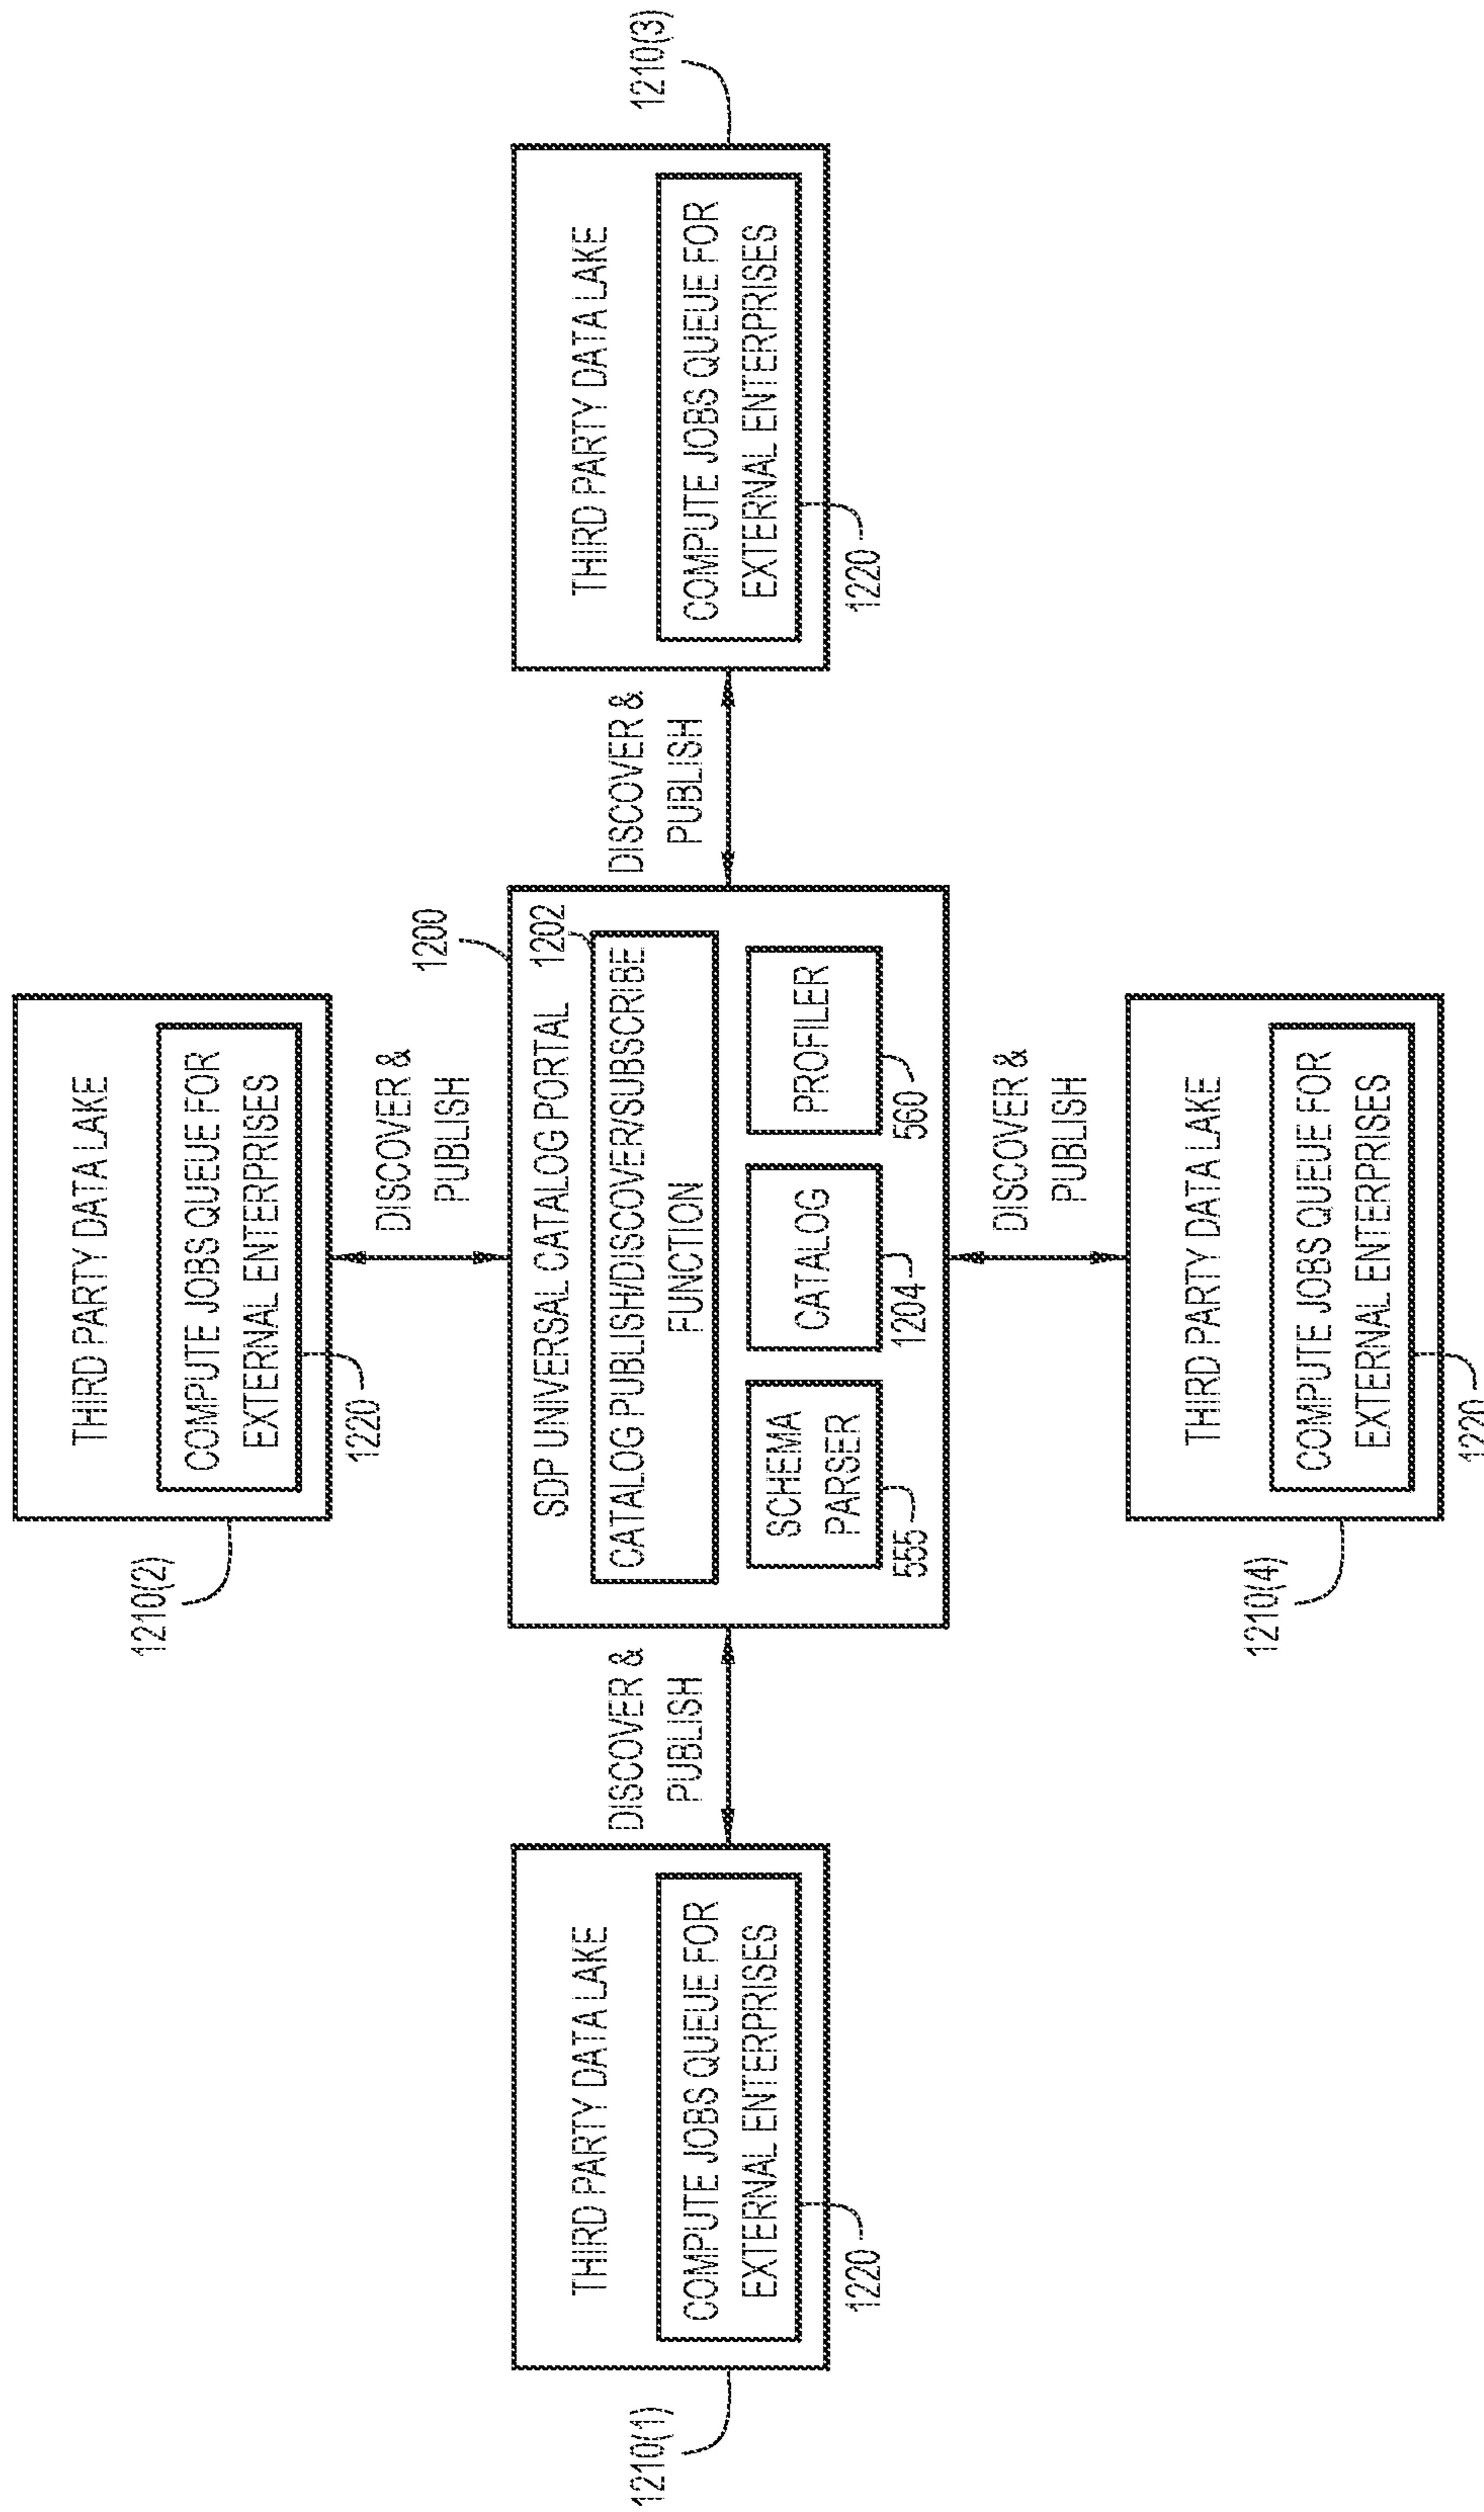 1210(2)
THIRD PARTY DATA LAKE
COMPUTE JOBS QUEUE FOR
EXTERNAL ENTERPRISES
1220
DISCOVER &
PUBLISH
1200
1210(1)
THIRD PARTY DATA LAKE
COMPUTE JOBS QUEUE FOR
EXTERNAL ENTERPRISES
1220
DISCOVER &
PUBLISH
SDP UNIVERSAL CATALOG PORTAL
1202
CATALOG PUBLISH/DISCOVER/SUBSCRIBE
FUNCTION
SCHEMA
PARSER
555
CATALOG
1204
PROFILER
560
DISCOVER &
PUBLISH
1210(3)
THIRD PARTY DATA LAKE
COMPUTE JOBS QUEUE FOR
EXTERNAL ENTERPRISES
1220
DISCOVER &
PUBLISH
1210(4)
THIRD PARTY DATA LAKE
COMPUTE JOBS QUEUE FOR
EXTERNAL ENTERPRISES
1220